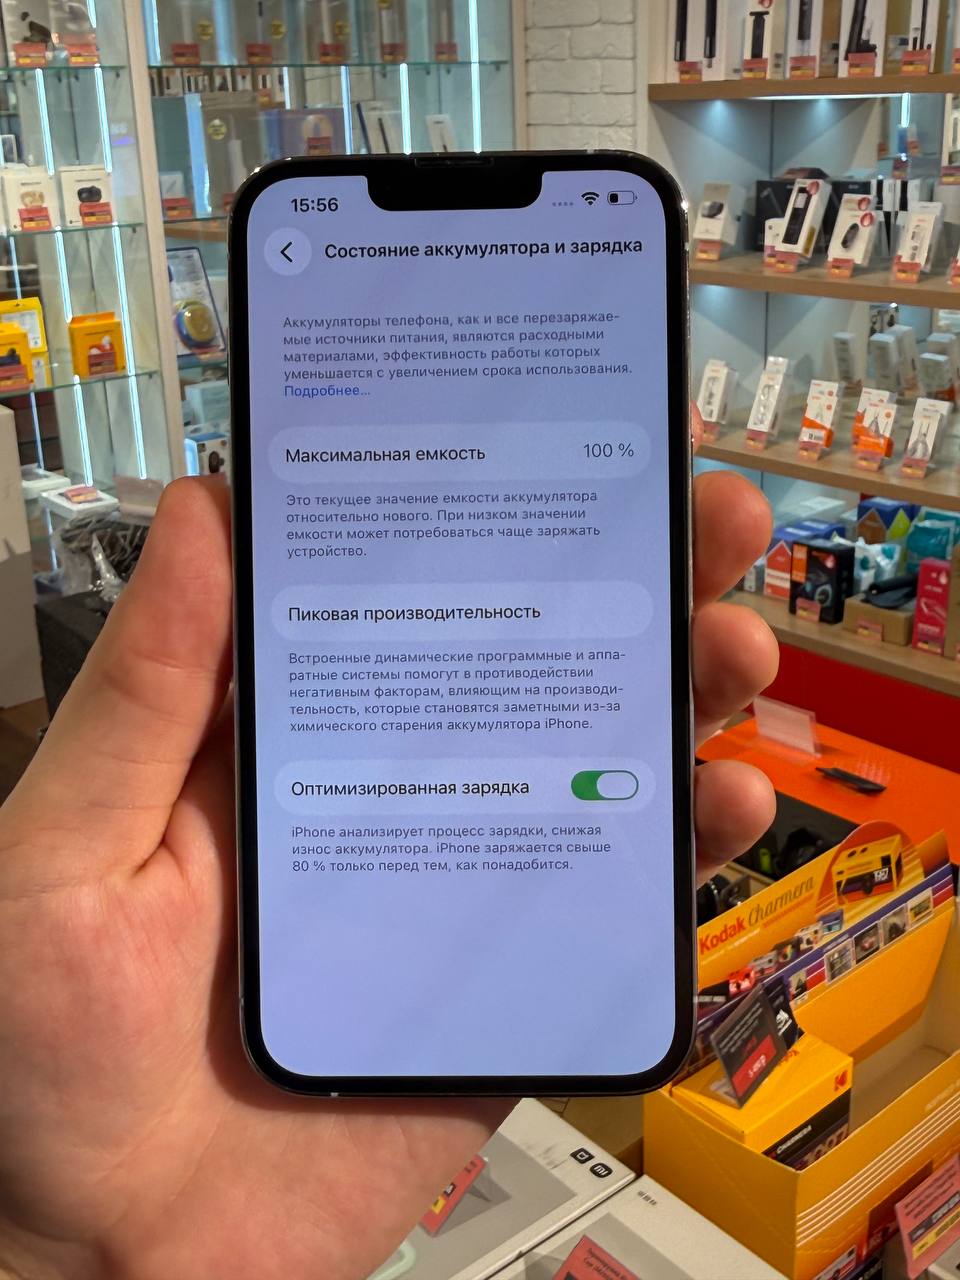 15:56
Состояние аккумулятора и зарядка
Аккумуляторы телефона, как и все перезаряжае-
мые источники питания, являются расходными
материалами, эффективность работы которых
уменьшается с увеличением срока использования.
Подробнее...
Максимальная емкость 100 %
Это текущее значение емкости аккумулятора
относительно нового. При низком значении
емкости может потребоваться чаще заряжать
устройство.
Пиковая производительность
Встроенные динамические программные и аппа-
ратные системы помогут в противодействии
негативным факторам, влияющим на производи-
тельность, которые становятся заметными из-за
химического старения аккумулятора iPhone.
Оптимизированная зарядка
iPhone анализирует процесс зарядки, снижая
износ аккумулятора. iPhone заряжается свыше
80 % только перед тем, как понадобится.
Kodak Charmera
1987
KODAK